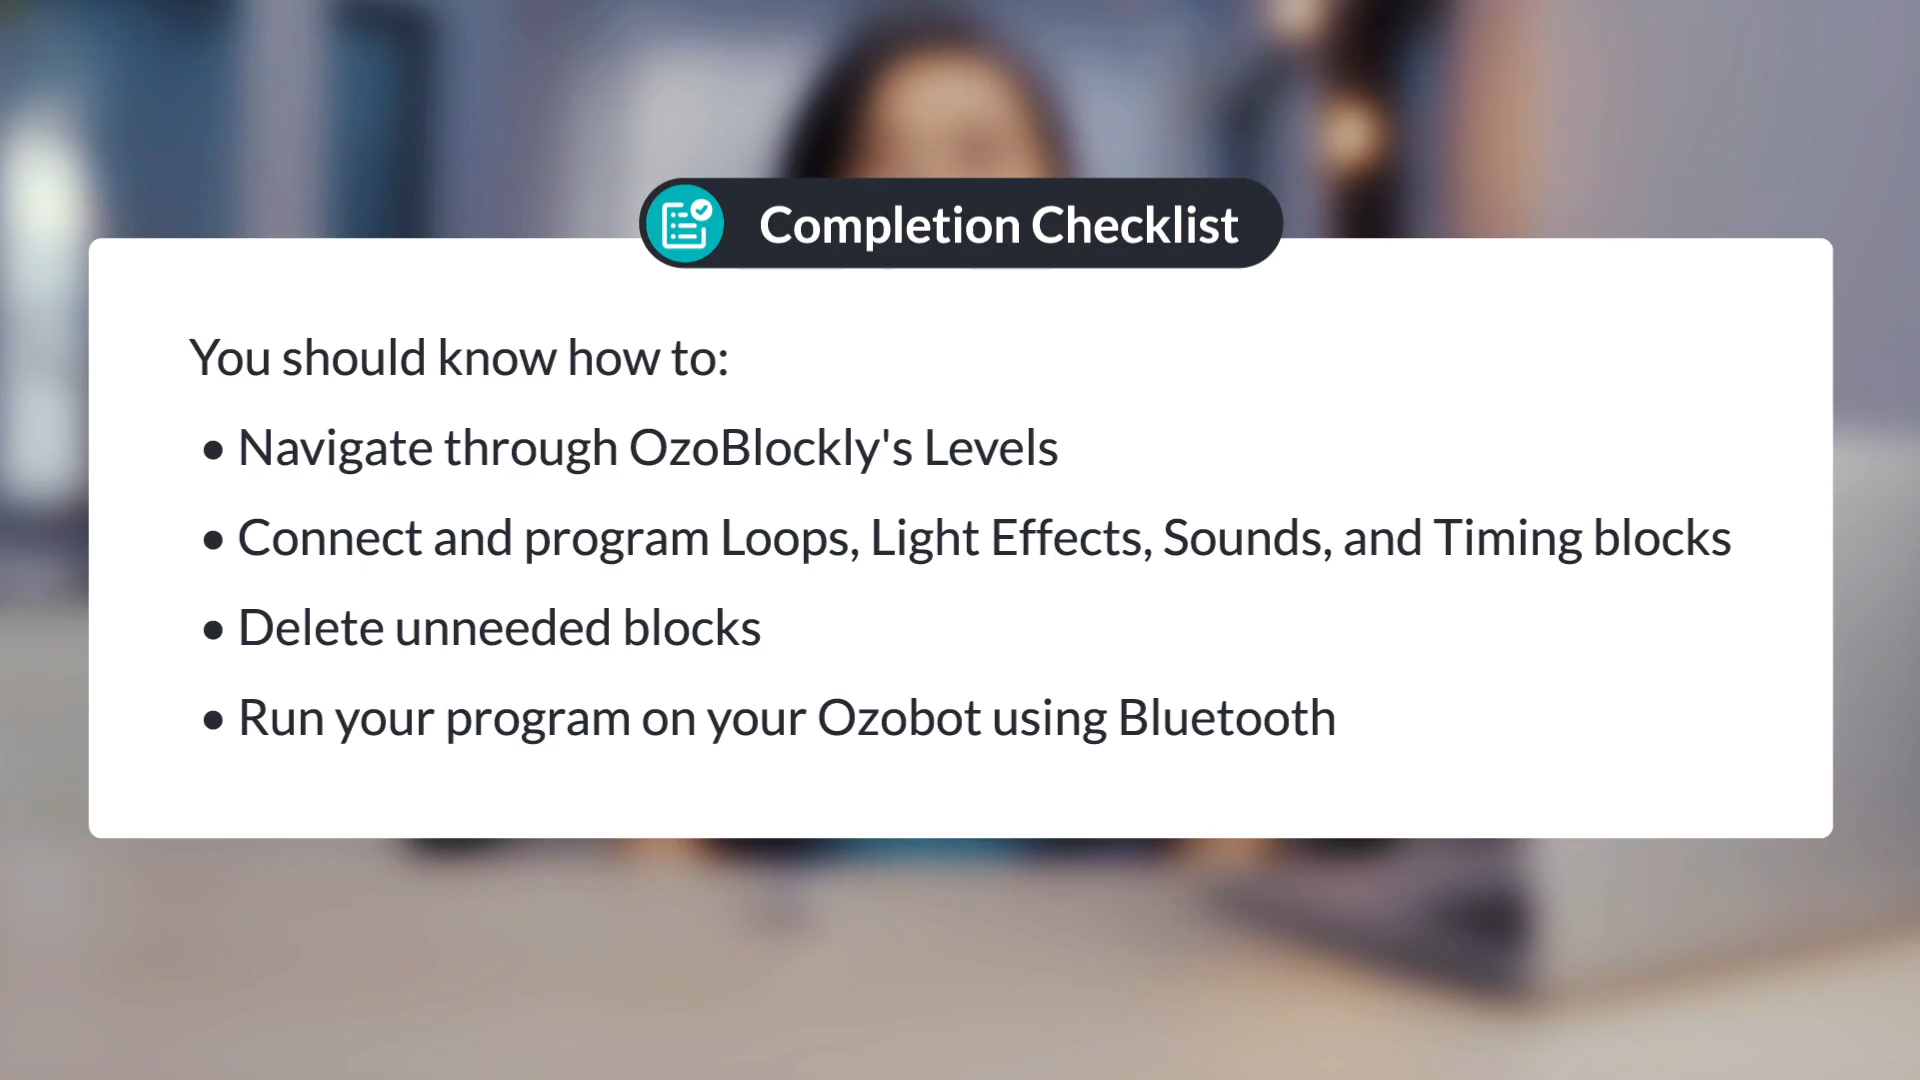 Completion Checklist
You should know how to:
• Navigate through OzoBlockly's Levels
• Connect and program Loops, Light Effects, Sounds, and Timing blocks
• Delete unneeded blocks
• Run your program on your Ozobot using Bluetooth